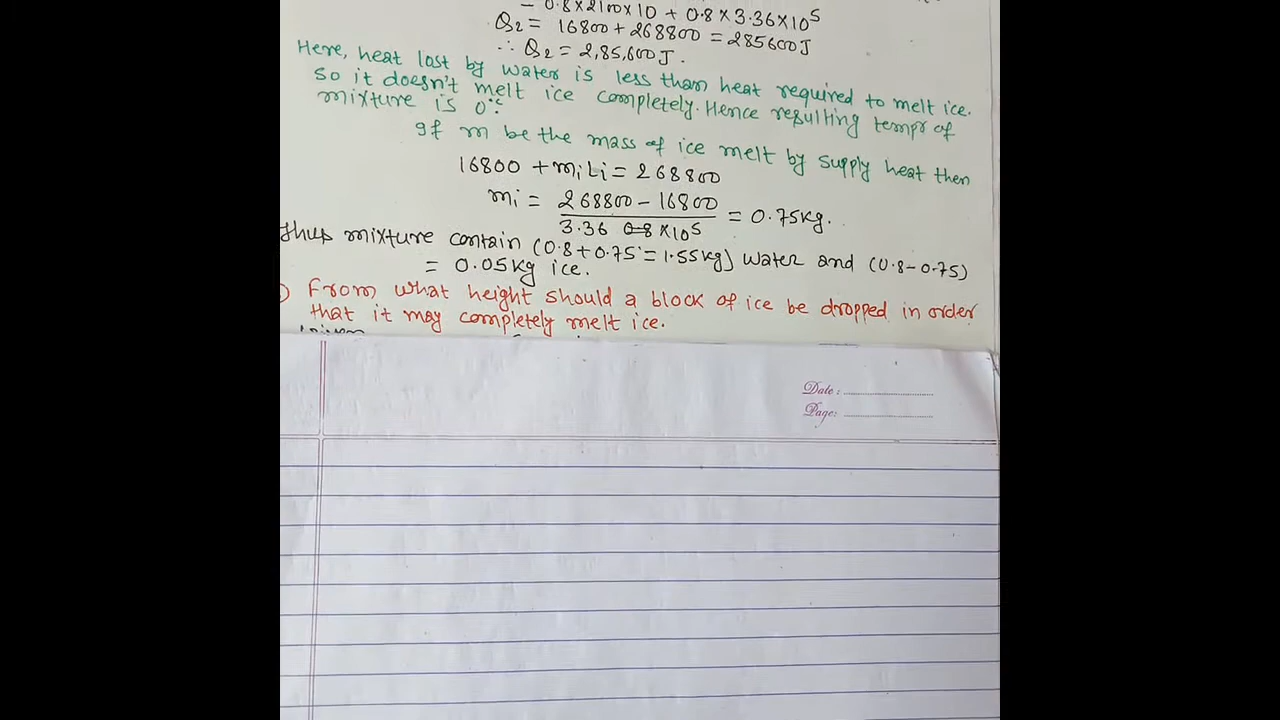 = 0.8×2100×10 + 0.8×3.36×10⁵
Q₂ = 16800 + 268800 = 285600J
∴ Q₂ = 2,85,600J.
Here, heat lost by water is less than heat required to melt ice.
so it doesn't melt ice completely. Hence resulting tempr of
mixture is 0°c
If m be the mass of ice melt by supply heat then
16800 + miLi = 268800
mi = 268800 - 16800 / 3.36 0.8 ×10⁵ = 0.75kg.
Thus mixture contain (0.8+0.75 = 1.55kg) water and (0.8-0.75)
= 0.05kg ice.
) From what height should a block of ice be dropped in order
that it may completely melt ice.
Date :
Page: